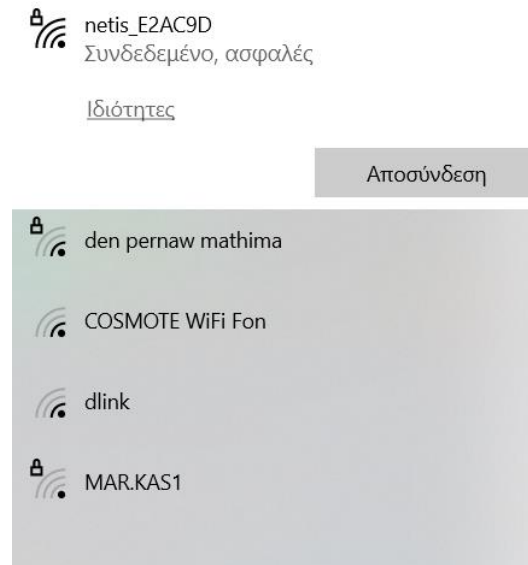 netis_E2AC9D
Συνδεδεμένο, ασφαλές
Ιδιότητες
Αποσύνδεση
den pernaw mathima
COSMOTE WiFi Fon
dlink
MAR.KAS1